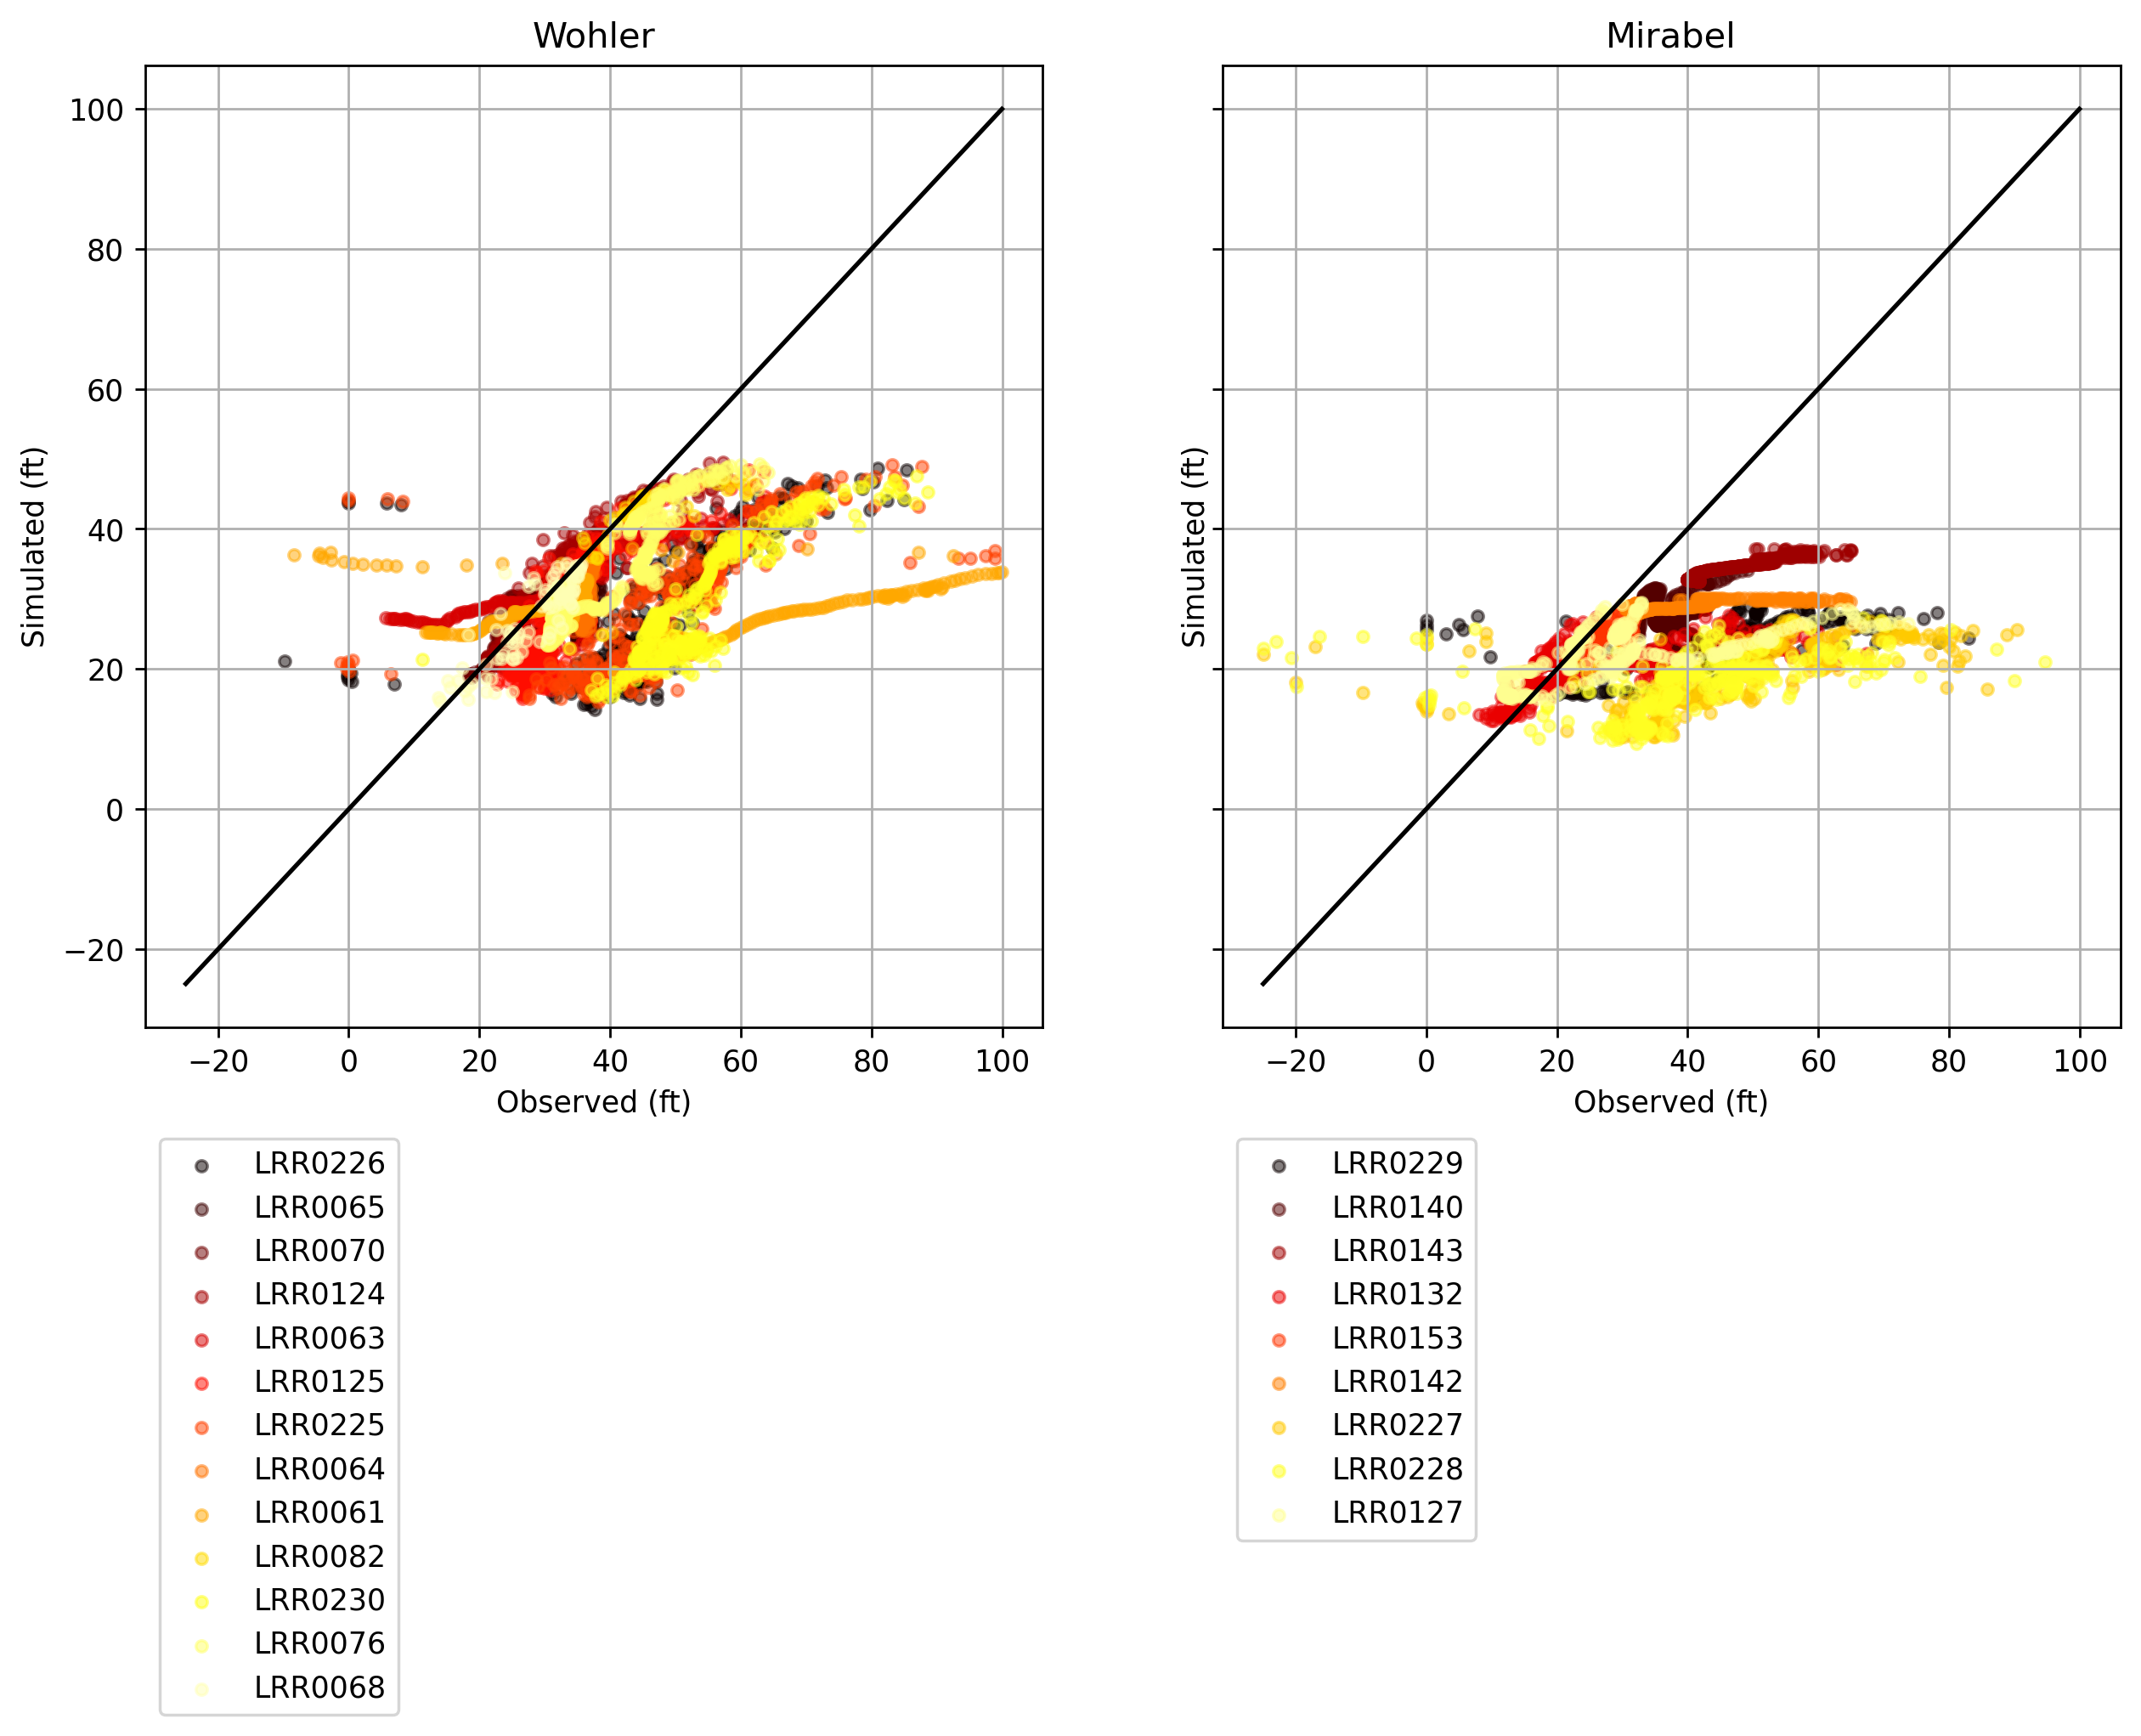 Wohler
100
80
60
40
20
0
−20
Simulated (ft)
−20 0 20 40 60 80 100
Observed (ft)
LRR0226
LRR0065
LRR0070
LRR0124
LRR0063
LRR0125
LRR0225
LRR0064
LRR0061
LRR0082
LRR0230
LRR0076
LRR0068
Mirabel
Simulated (ft)
−20 0 20 40 60 80 100
Observed (ft)
LRR0229
LRR0140
LRR0143
LRR0132
LRR0153
LRR0142
LRR0227
LRR0228
LRR0127